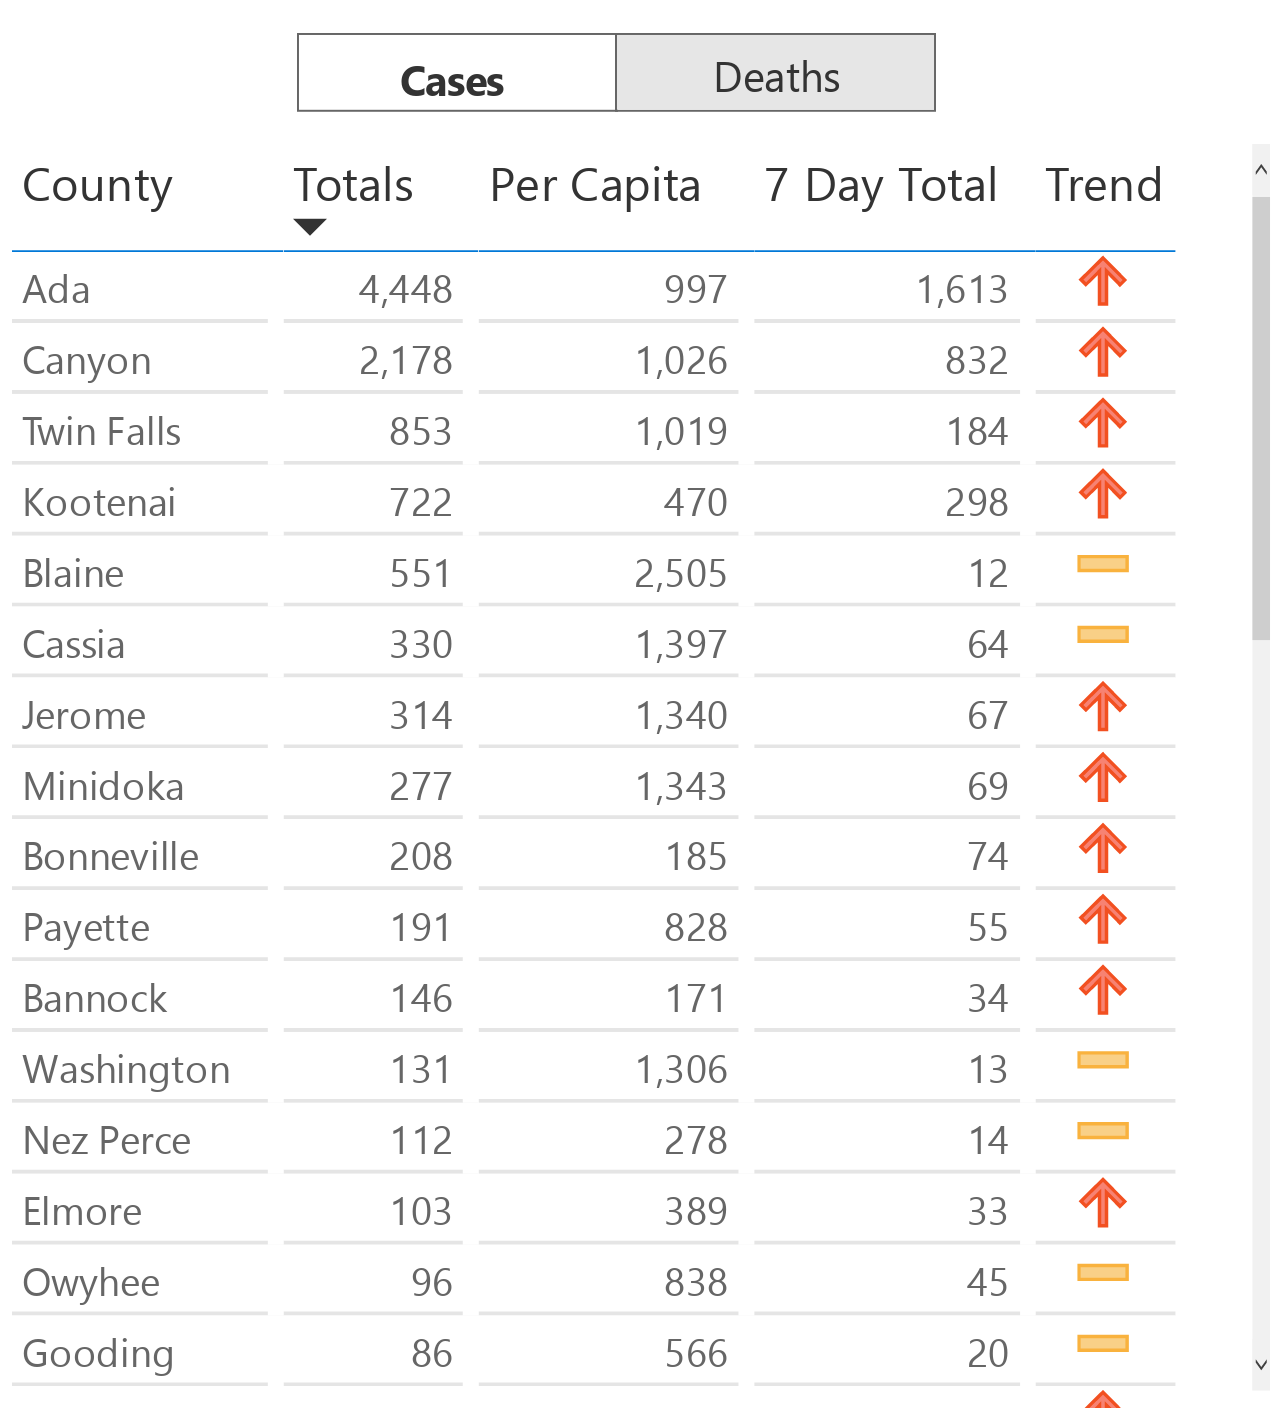 Cases Deaths
County Totals Per Capita 7 Day Total Trend
Ada 4,448 997 1,613
Canyon 2,178 1,026 832
Twin Falls 853 1,019 184
Kootenai 722 470 298
Blaine 551 2,505 12
Cassia 330 1,397 64
Jerome 314 1,340 67
Minidoka 277 1,343 69
Bonneville 208 185 74
Payette 191 828 55
Bannock 146 171 34
Washington 131 1,306 13
Nez Perce 112 278 14
Elmore 103 389 33
Owyhee 96 838 45
Gooding 86 566 20